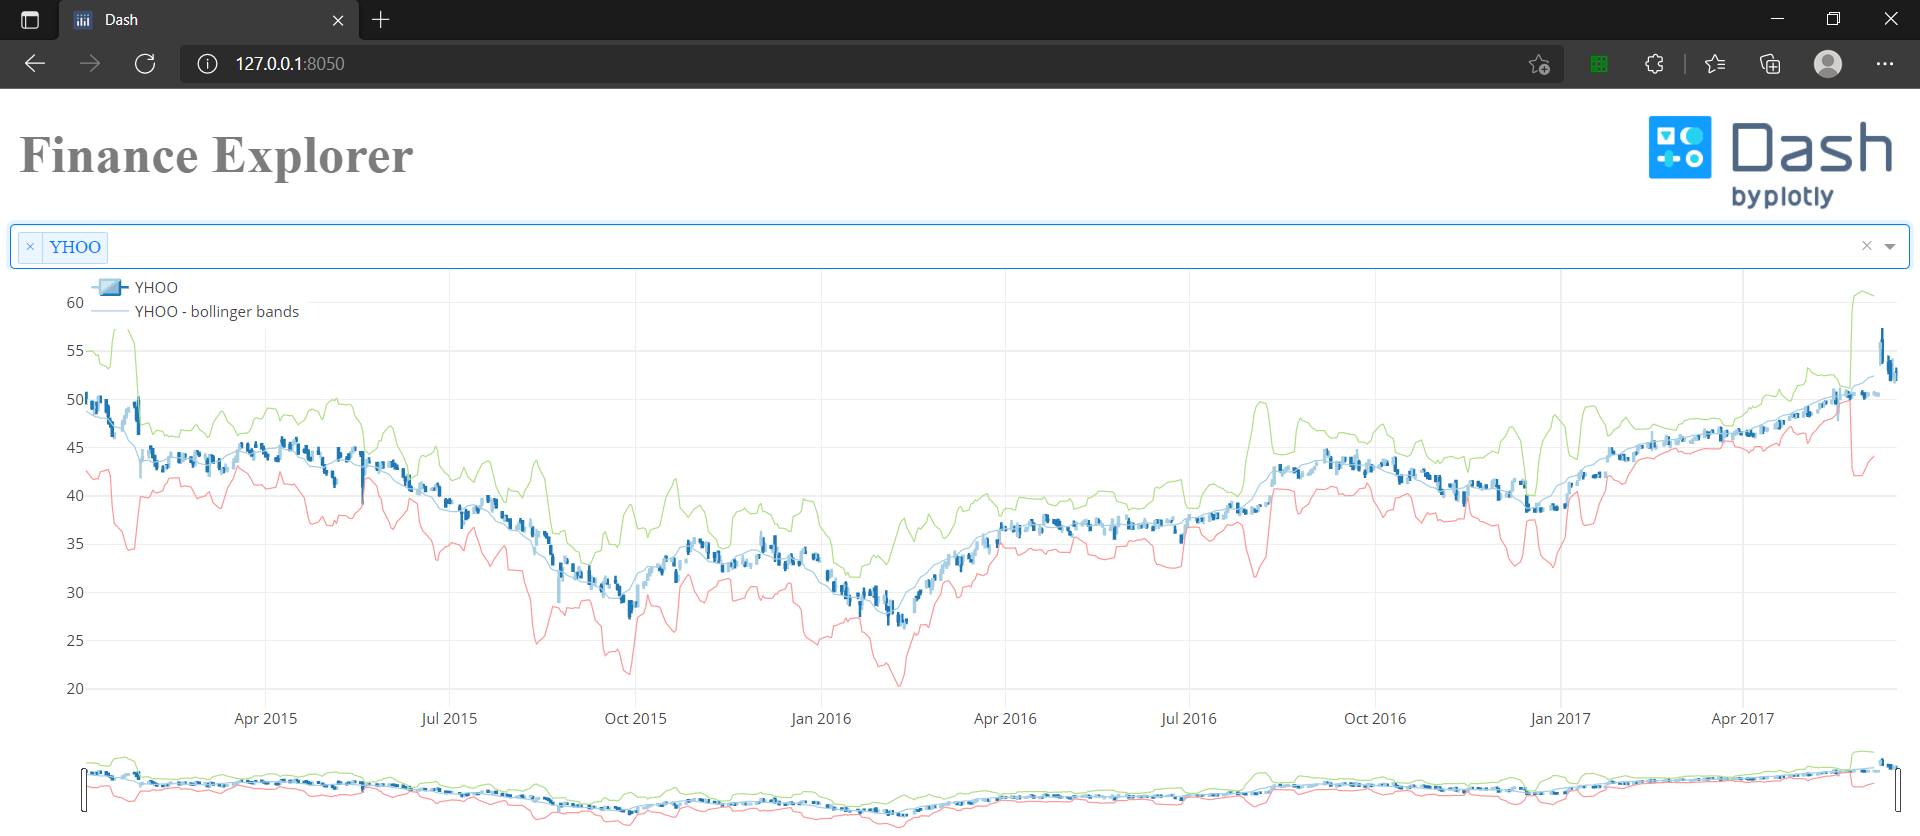 Dash
127.0.0.1:8050
Finance Explorer
Dash
byplotly
× YHOO ×
YHOO
YHOO - bollinger bands
60
55
50
45
40
35
30
25
20
Apr 2015 Jul 2015 Oct 2015 Jan 2016 Apr 2016 Jul 2016 Oct 2016 Jan 2017 Apr 2017